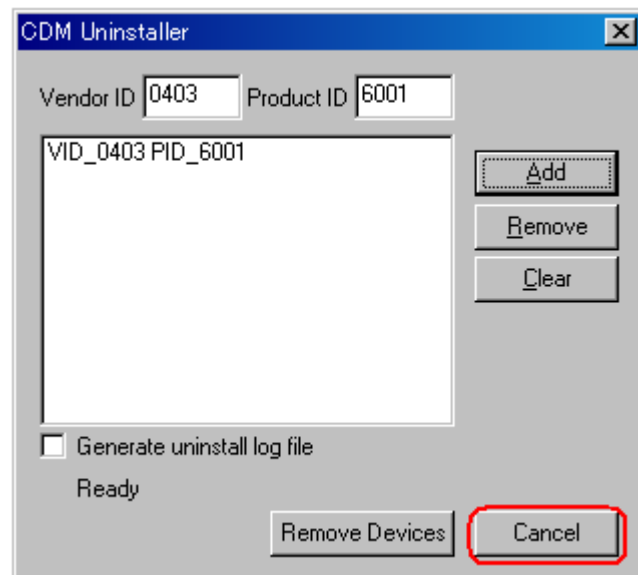 CDM Uninstaller
Vendor ID 0403 Product ID 6001
VID_0403 PID_6001
Add
Remove
Clear
Generate uninstall log file
Ready
Remove Devices Cancel